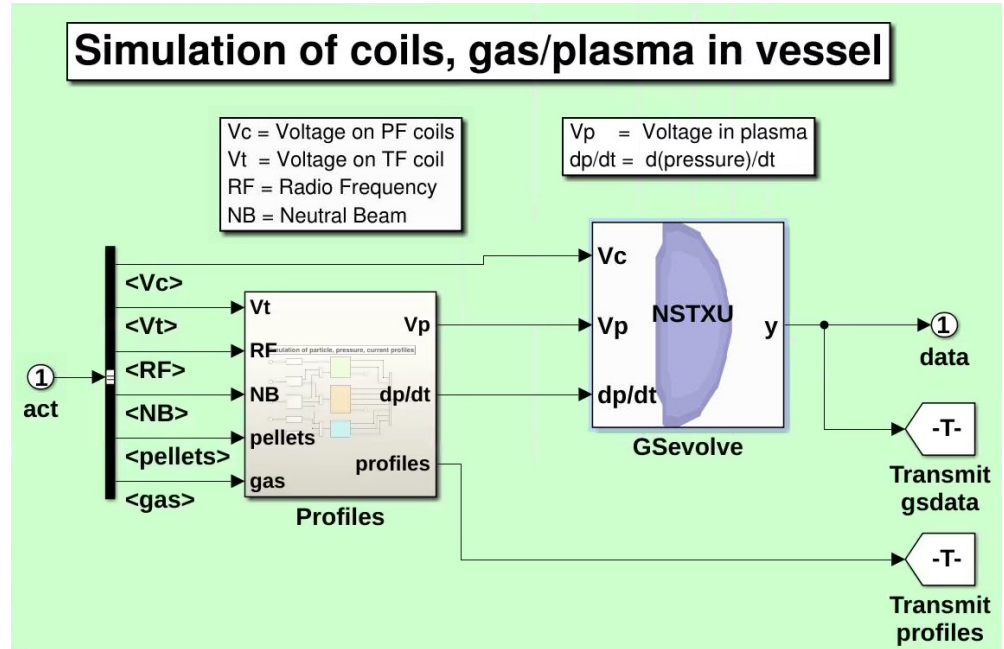 Simulation of coils, gas/plasma in vessel
Vc = Voltage on PF coils
Vt = Voltage on TF coil
RF = Radio Frequency
NB = Neutral Beam
Vp = Voltage in plasma
dp/dt = d(pressure)/dt
1
act
<Vc>
<Vt>
<RF>
<NB>
<pellets>
<gas>
Vt
RF
NB
pellets
gas
Vp
dp/dt
profiles
Profiles
Vc
Vp
dp/dt
NSTXU
y
GSevolve
1
data
-T-
Transmit
gsdata
-T-
Transmit
profiles